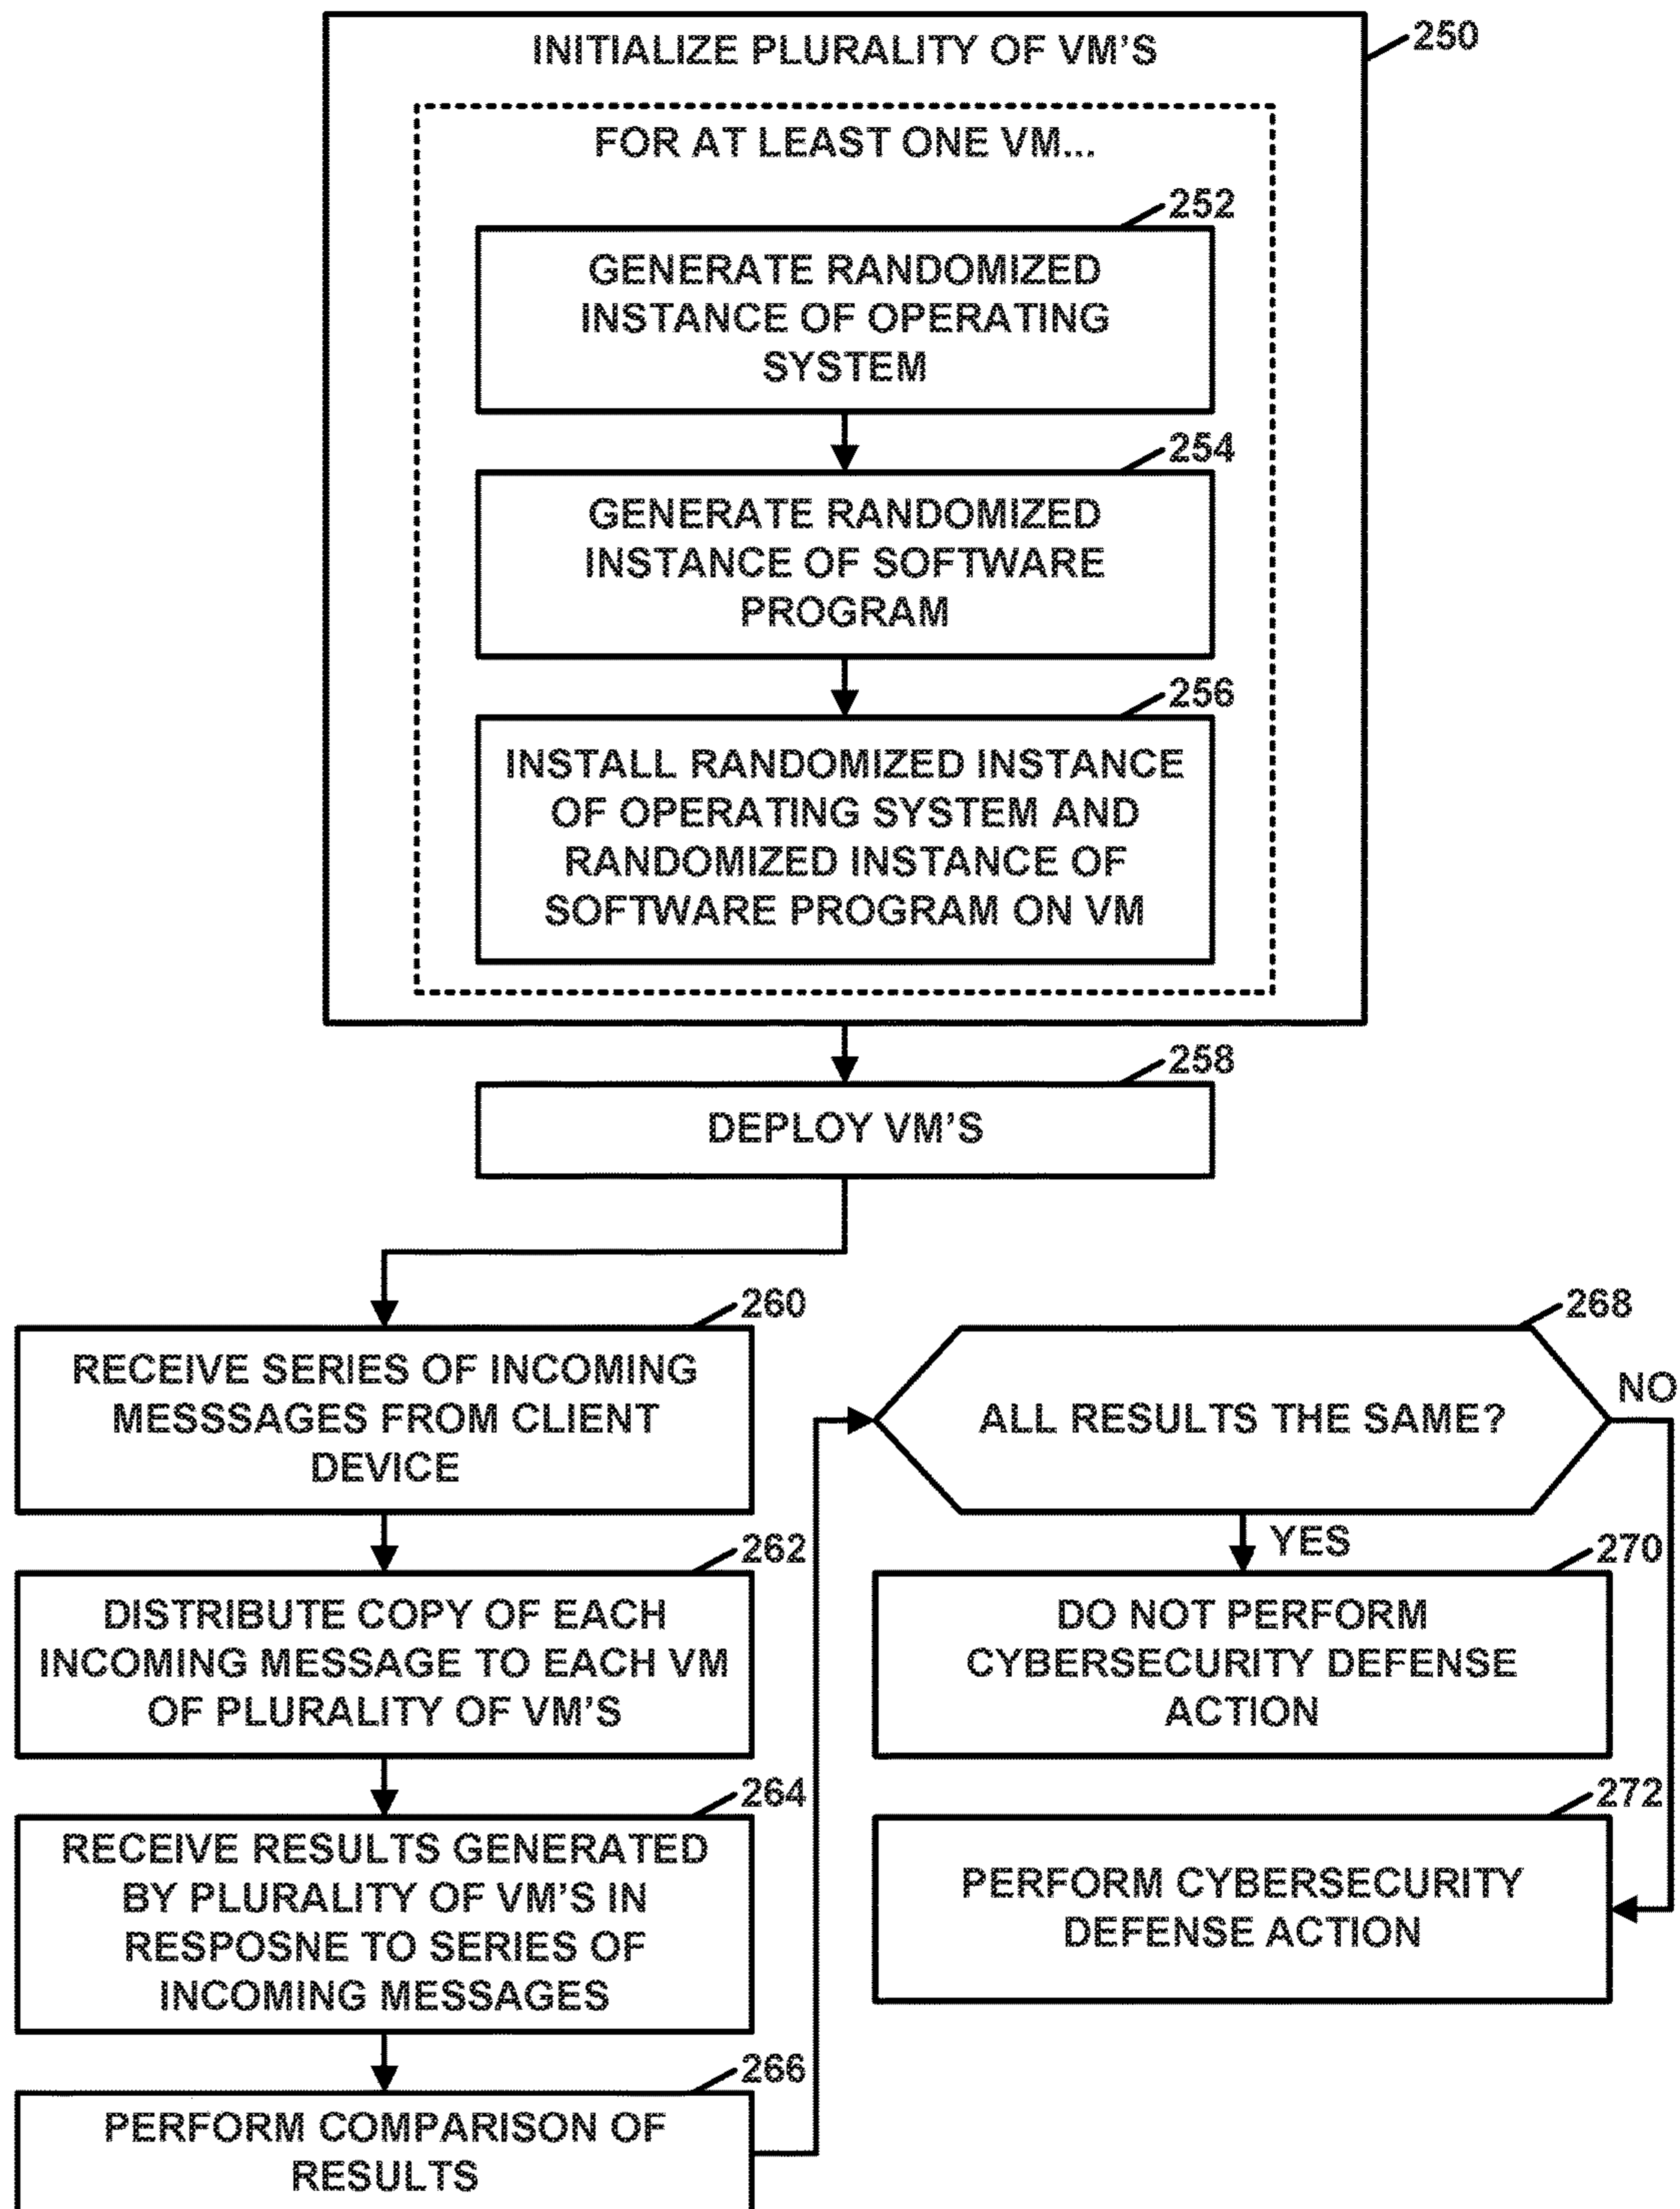 INITIALIZE PLURALITY OF VM'S
250
FOR AT LEAST ONE VM...
252
GENERATE RANDOMIZED
INSTANCE OF OPERATING
SYSTEM
254
GENERATE RANDOMIZED
INSTANCE OF SOFTWARE
PROGRAM
256
INSTALL RANDOMIZED INSTANCE
OF OPERATING SYSTEM AND
RANDOMIZED INSTANCE OF
SOFTWARE PROGRAM ON VM
258
DEPLOY VM'S
260
RECEIVE SERIES OF INCOMING
MESSSAGES FROM CLIENT
DEVICE
262
DISTRIBUTE COPY OF EACH
INCOMING MESSAGE TO EACH VM
OF PLURALITY OF VM'S
264
RECEIVE RESULTS GENERATED
BY PLURALITY OF VM'S IN
RESPOSNE TO SERIES OF
INCOMING MESSAGES
266
PERFORM COMPARISON OF
RESULTS
268
ALL RESULTS THE SAME?
NO
YES
270
DO NOT PERFORM
CYBERSECURITY DEFENSE
ACTION
272
PERFORM CYBERSECURITY
DEFENSE ACTION